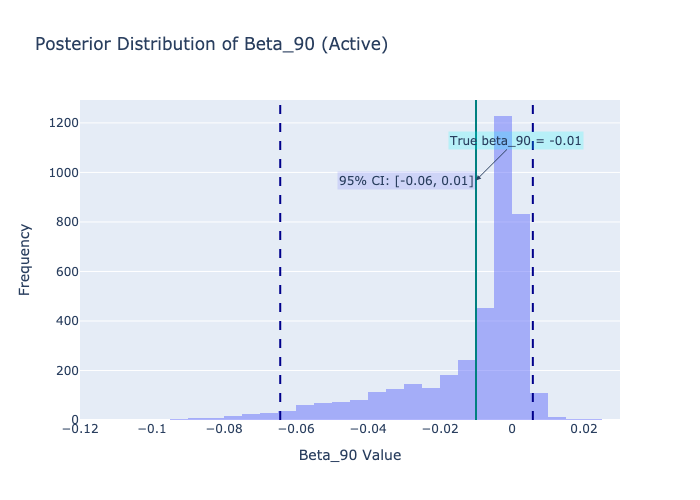 Posterior Distribution of Beta_90 (Active)
1200
True beta_90 = -0.01
1000
95% CI: [-0.06, 0.01]
800
600
400
200
0
Frequency
−0.12 −0.1 −0.08 −0.06 −0.04 −0.02 0 0.02
Beta_90 Value